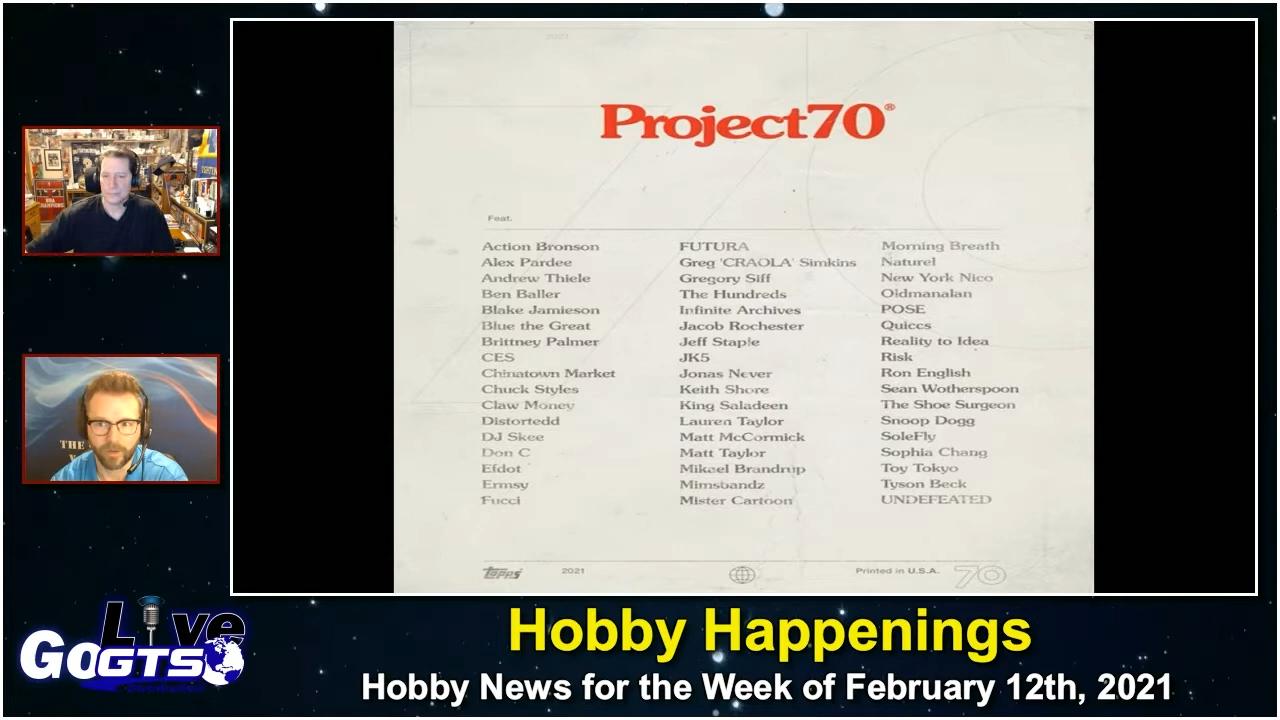 2021
Project70®
Feat.
Action Bronson
Alex Pardee
Andrew Thiele
Ben Baller
Blake Jamieson
Blue the Great
Brittney Palmer
CES
Chinatown Market
Chuck Styles
Claw Money
Distortedd
DJ Skee
Don C
Efdot
Ermsy
Fucci
FUTURA
Greg 'CRAOLA' Simkins
Gregory Siff
The Hundreds
Infinite Archives
Jacob Rochester
Jeff Staple
JK5
Jonas Never
Keith Shore
King Saladeen
Lauren Taylor
Matt McCormick
Matt Taylor
Mikael Brandrup
Mimsbandz
Mister Cartoon
Morning Breath
Naturel
New York Nico
Oldmanalan
POSE
Quiccs
Reality to Idea
Risk
Ron English
Sean Wotherspoon
The Shoe Surgeon
Snoop Dogg
SoleFly
Sophia Chang
Toy Tokyo
Tyson Beck
UNDEFEATED
Topps
2021
Printed in U.S.A.
70
NBA
CHAMPIONS
THE
Live
GoGTS
Hobby Happenings
Hobby News for the Week of February 12th, 2021